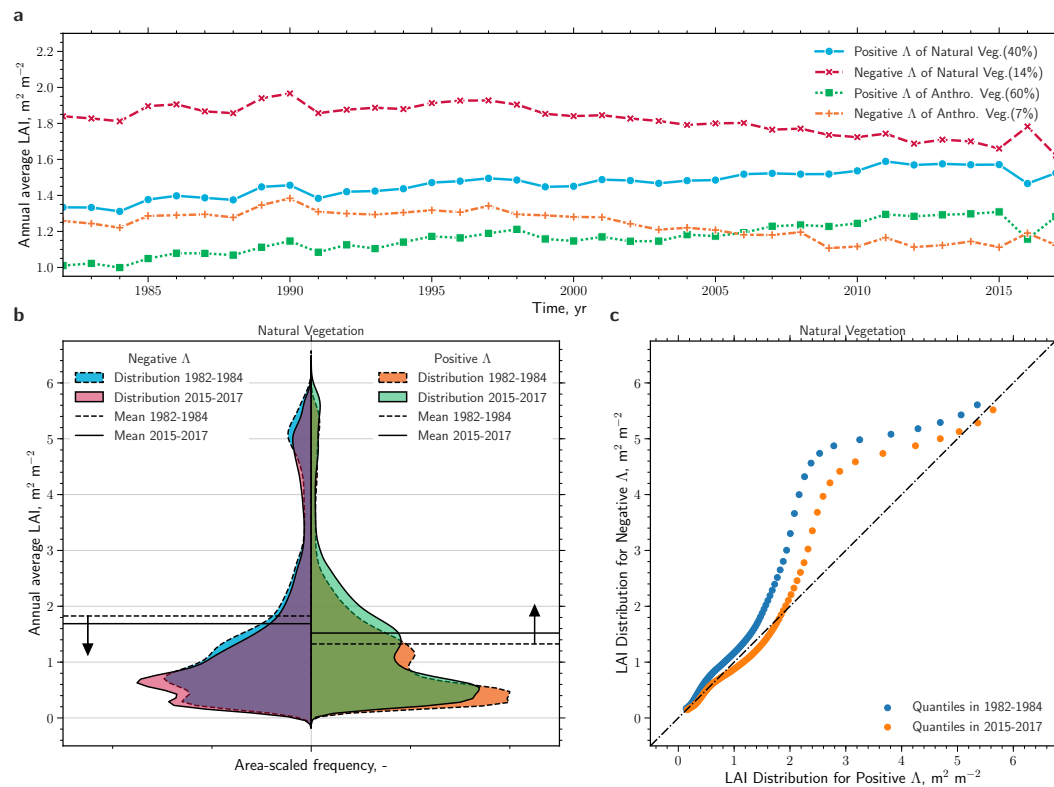 a
2.2
2.0
1.8
1.6
1.4
1.2
1.0
Annual average LAI, m² m⁻²
Positive Λ of Natural Veg.(40%)
Negative Λ of Natural Veg.(14%)
Positive Λ of Anthro. Veg.(60%)
Negative Λ of Anthro. Veg.(7%)
1985 1990 1995 2000 2005 2010 2015
Time, yr
b
Natural Vegetation
Negative Λ
Distribution 1982-1984
Distribution 2015-2017
Mean 1982-1984
Mean 2015-2017
Positive Λ
Distribution 1982-1984
Distribution 2015-2017
Mean 1982-1984
Mean 2015-2017
6
5
4
3
2
1
0
Annual average LAI, m² m⁻²
Area-scaled frequency, -
c
Natural Vegetation
6
5
4
3
2
1
0
LAI Distribution for Negative Λ, m² m⁻²
Quantiles in 1982-1984
Quantiles in 2015-2017
0 1 2 3 4 5 6
LAI Distribution for Positive Λ, m² m⁻²